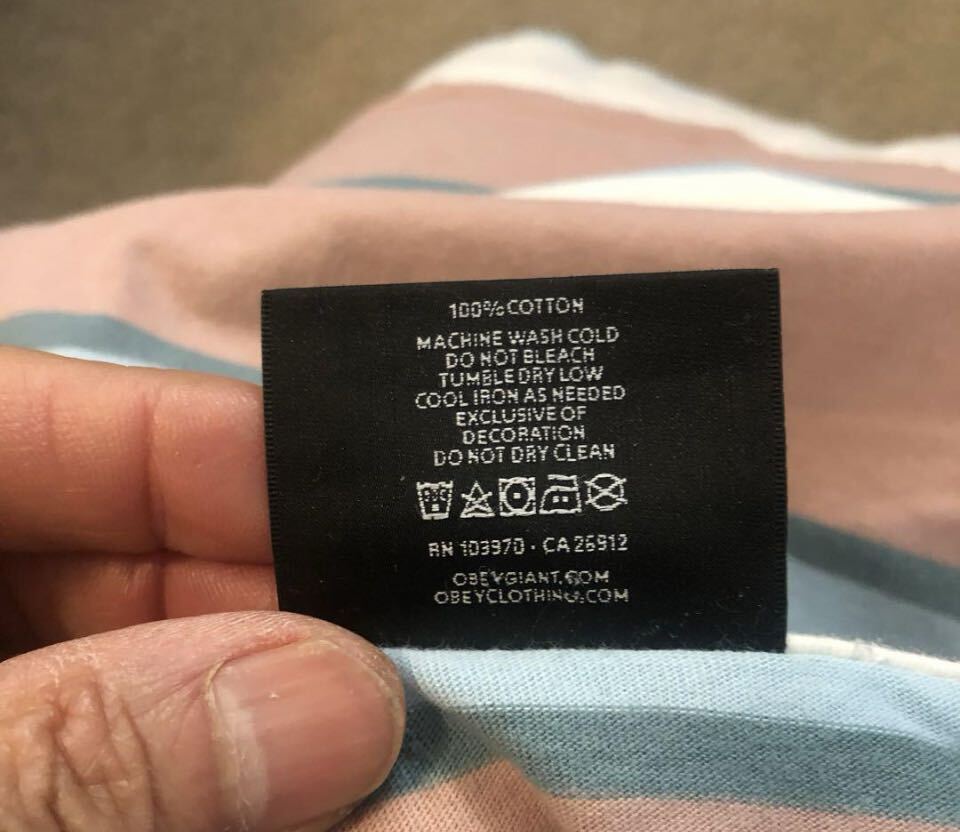 100% COTTON
MACHINE WASH COLD
DO NOT BLEACH
TUMBLE DRY LOW
COOL IRON AS NEEDED
EXCLUSIVE OF
DECORATION
DO NOT DRY CLEAN
RN 103970 · CA 26912
OBEYGIANT.COM
OBEYCLOTHING.COM